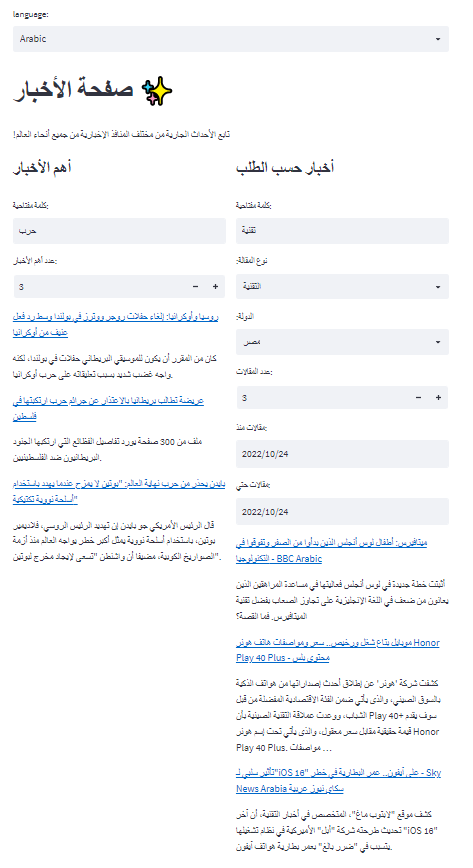 language:
Arabic
صفحة الأخبار
تابع الأحداث الجارية من مختلف المنافذ الإخبارية من جميع أنحاء العالم!
أهم الأخبار
كلمة مفتاحية:
حرب
عدد أهم الأخبار:
3
روسيا وأوكرانيا: إلغاء حفلات روجر ووترز في بولندا وسط رد فعل
عنيف من أوكرانيا
كان من المقرر أن يكون للموسيقي البريطاني حفلات في بولندا، لكنه
واجه غضب شديد بسبب تعليقاته على حرب أوكرانيا.
عريضة تطالب بريطانيا بالاعتذار عن جرائم حرب ارتكبتها في
فلسطين
ملف من 300 صفحة يورد تفاصيل الفظائع التي ارتكبها الجنود
البريطانيون ضد الفلسطينيين.
بايدن يحذر من حرب نهاية العالم: "بوتين لا يمزح عندما يهدد باستخدام
أسلحة نووية تكتيكية"
قال الرئيس الأمريكي جو بايدن إن تهديد الرئيس الروسي، فلاديمير
بوتين، باستخدام أسلحة نووية يمثل أكبر خطر يواجه العالم منذ أزمة
الصواريخ الكوبية، مضيفا أن واشنطن "تسعى لإيجاد مخرج لبوتين".
أخبار حسب الطلب
كلمة مفتاحية:
تقنية
نوع المقالة:
التقنية
الدولة:
مصر
عدد المقالات:
3
مقالات منذ:
2022/10/24
مقالات حتي:
2022/10/24
ميتافيرس: أطفال لوس أنجلس الذين بدأوا من الصفر وتفوقوا في
التكنولوجيا - BBC Arabic
أثبتت خطة جديدة في لوس أنجلس فعاليتها في مساعدة المراهقين الذين
يعانون من ضعف في اللغة الإنجليزية على تجاوز الصعاب بفضل تقنية
الميتافيرس. فما القصة؟
موبايل بتاع شغل ورخيص.. سعر ومواصفات هاتف هونر Honor
Play 40 Plus - محتوى بلس
كشفت شركة "هونر" عن إطلاق أحدث إصداراتها من هواتف الذكية
بالسوق الصيني، والذى يأتي ضمن الفئة الاقتصادية المفضلة من قبل
الشباب، ووعدت عملاقة التقنية الصينية بأن Play 40+ سوف يقدم
قيمة حقيقية مقابل سعر معقول، والذى يأتي تحت إسم هونر Honor
Play 40 Plus. مواصفات …
تأثير سلبي لـ"iOS 16" على آيفون.. عمر البطارية في خطر - Sky
News Arabia سكاي نيوز عربية
كشف موقع "لابتوب ماغ"، المتخصص في أخبار التقنية، أن آخر
تحديث طرحته شركة "أبل" الأميركية في نظام تشغيلها "iOS 16"
يتسبب في "ضرر بالغ" بعمر بطارية هواتف آيفون.